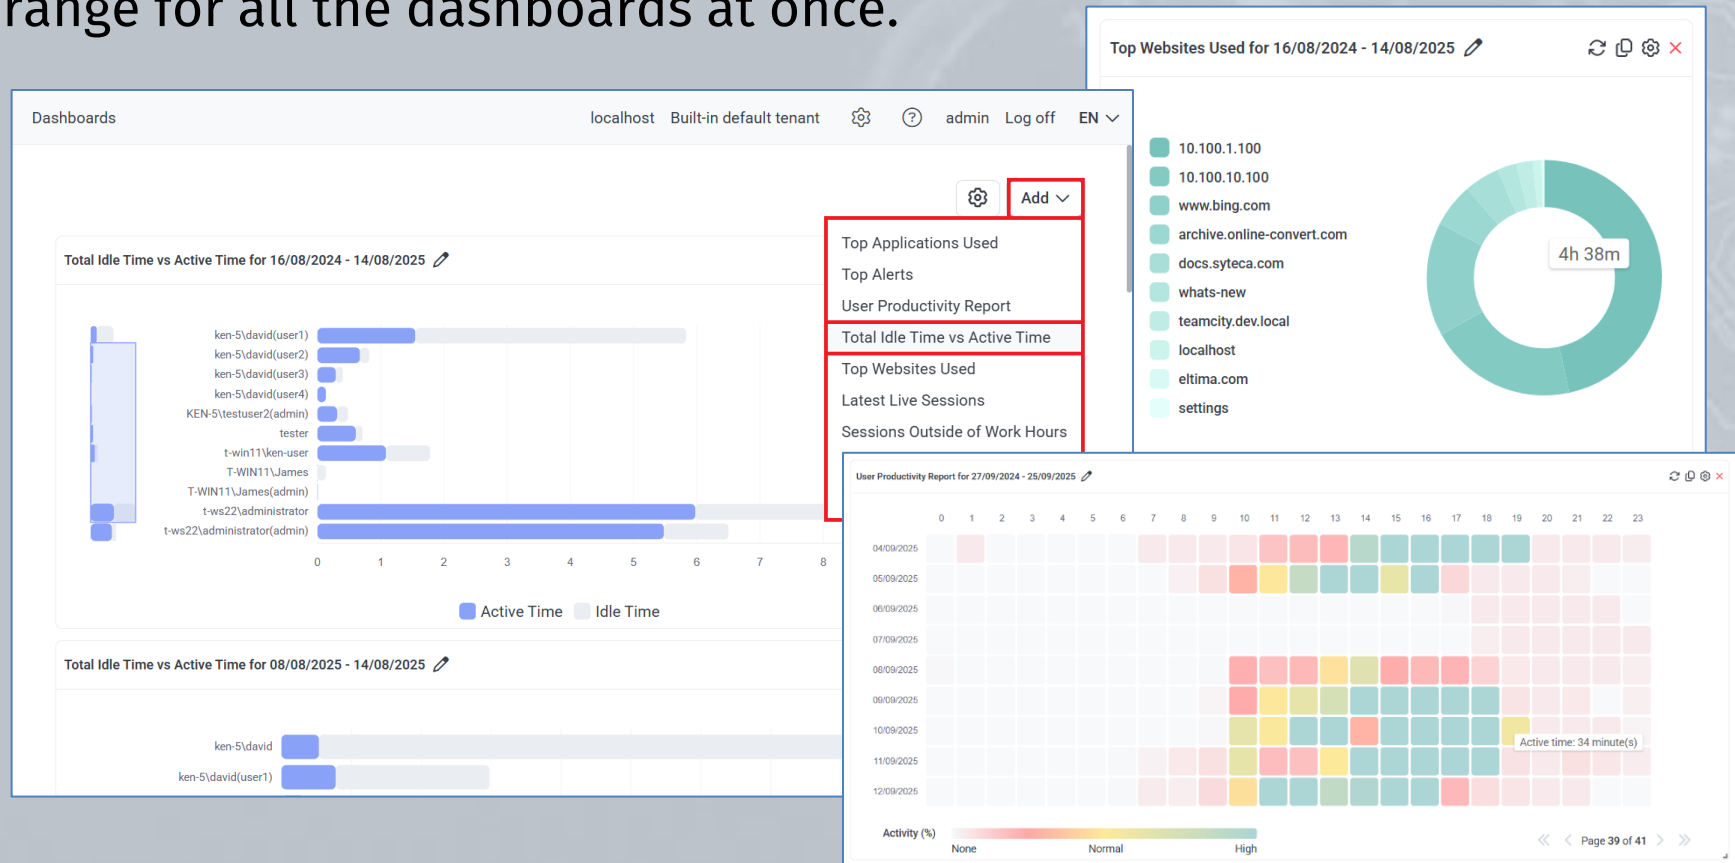 range for all the dashboards at once.
Dashboards
localhost Built-in default tenant admin Log off EN
Add
Top Applications Used
Top Alerts
User Productivity Report
Total Idle Time vs Active Time
Top Websites Used
Latest Live Sessions
Sessions Outside of Work Hours
Total Idle Time vs Active Time for 16/08/2024 - 14/08/2025
ken-5\david(user1)
ken-5\david(user2)
ken-5\david(user3)
ken-5\david(user4)
KEN-5\testuser2(admin)
tester
t-win11\ken-user
T-WIN11\James
T-WIN11\James(admin)
t-ws22\administrator
t-ws22\administrator(admin)
0 1 2 3 4 5 6 7 8
Active Time Idle Time
Total Idle Time vs Active Time for 08/08/2025 - 14/08/2025
ken-5\david
ken-5\david(user1)
Top Websites Used for 16/08/2024 - 14/08/2025
10.100.1.100
10.100.10.100
www.bing.com
archive.online-convert.com
docs.syteca.com
whats-new
teamcity.dev.local
localhost
eltima.com
settings
4h 38m
User Productivity Report for 27/09/2024 - 25/09/2025
0 1 2 3 4 5 6 7 8 9 10 11 12 13 14 15 16 17 18 19 20 21 22 23
04/09/2025
05/09/2025
06/09/2025
07/09/2025
08/09/2025
09/09/2025
10/09/2025
Active time: 34 minute(s)
11/09/2025
12/09/2025
Activity (%)
None Normal High
Page 39 of 41